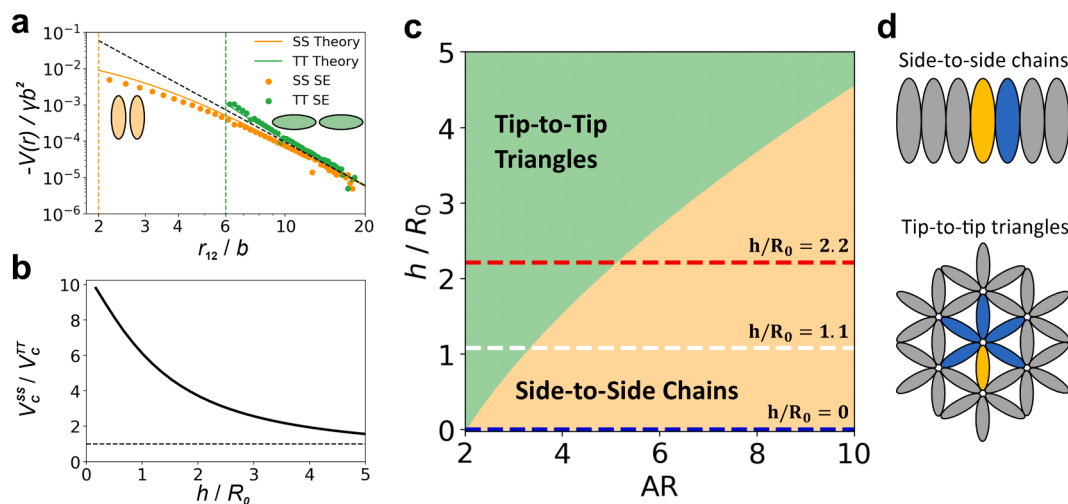 a
-V(r) / γb²
10⁻¹
10⁻²
10⁻³
10⁻⁴
10⁻⁵
10⁻⁶
SS Theory
TT Theory
SS SE
TT SE
2 3 4 6 10 20
r₁₂ / b
b
V_C^SS / V_C^TT
10
8
6
4
2
0
0 1 2 3 4 5
h / R₀
c
h / R₀
5
4
3
2
1
0
Tip-to-Tip
Triangles
h/R₀ = 2.2
h/R₀ = 1.1
Side-to-Side Chains
h/R₀ = 0
2 4 6 8 10
AR
d
Side-to-side chains
Tip-to-tip triangles